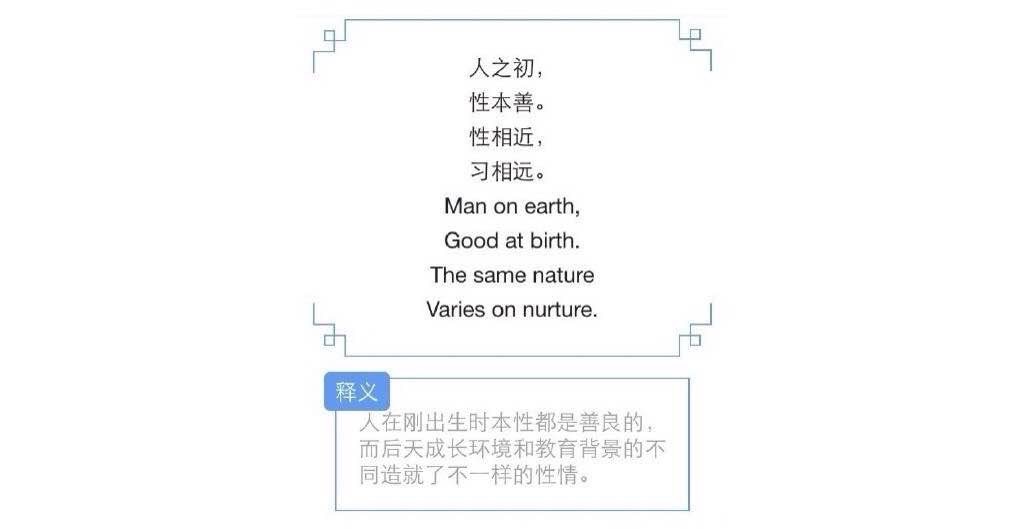 人之初，
性本善。
性相近，
习相远。
Man on earth,
Good at birth.
The same nature
Varies on nurture.
释义
人在刚出生时本性都是善良的，
而后天成长环境和教育背景的不
同造就了不一样的性情。